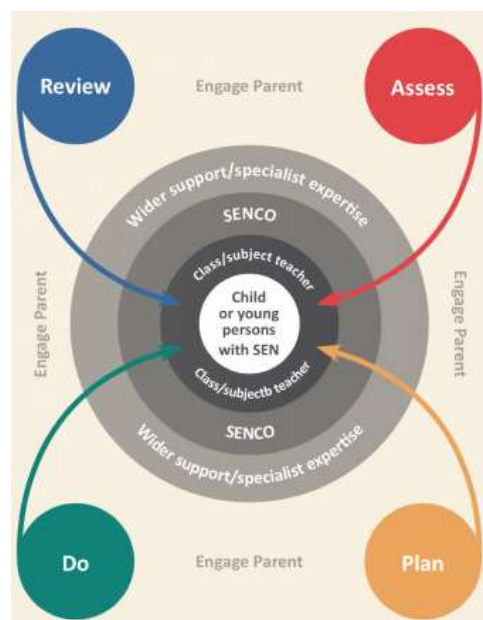 Review
Engage Parent
Assess
Wider support/specialist expertise
SENCO
Class/subject teacher
Engage Parent
Child
or young
persons
with SEN
Engage Parent
Class/subjectb teacher
SENCO
Wider support/specialist expertise
Do
Engage Parent
Plan